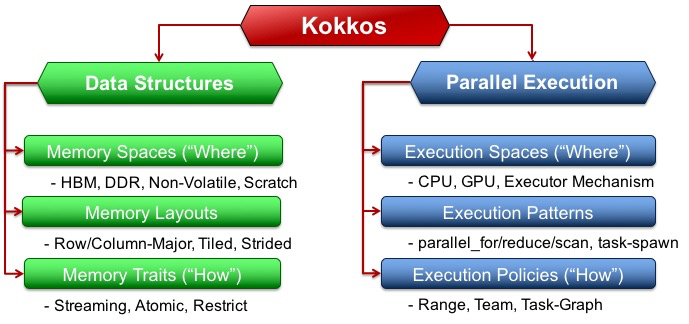 Kokkos
Data Structures
Memory Spaces (“Where”)
- HBM, DDR, Non-Volatile, Scratch
Memory Layouts
- Row/Column-Major, Tiled, Strided
Memory Traits (“How”)
- Streaming, Atomic, Restrict
Parallel Execution
Execution Spaces (“Where”)
- CPU, GPU, Executor Mechanism
Execution Patterns
- parallel_for/reduce/scan, task-spawn
Execution Policies (“How”)
- Range, Team, Task-Graph